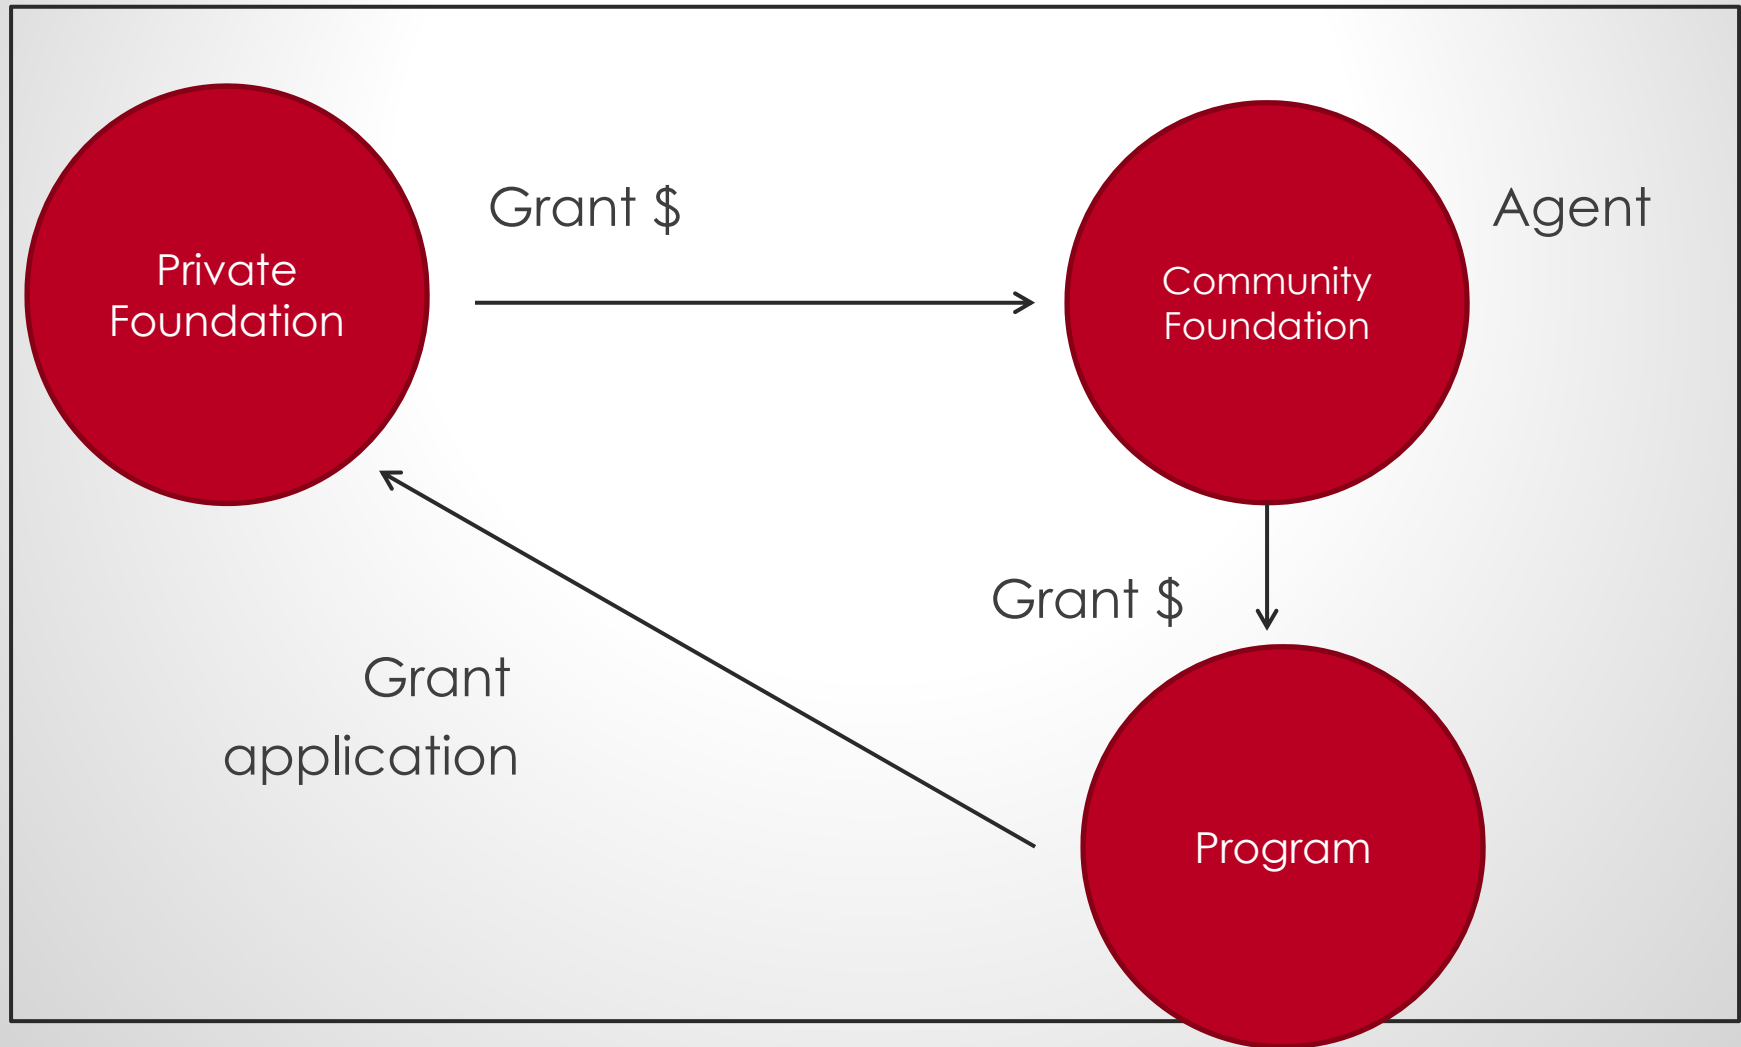 Grant $
Agent
Private
Foundation
Community
Foundation
Grant $
Grant
application
Program